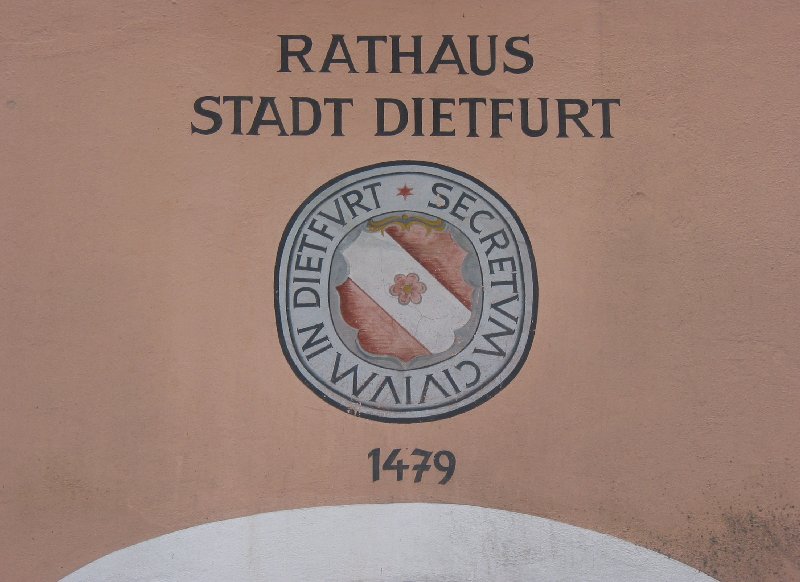 RATHAUS
STADT DIETFURT
SECRETVM CIVIVM IN DIETFVRT
1479